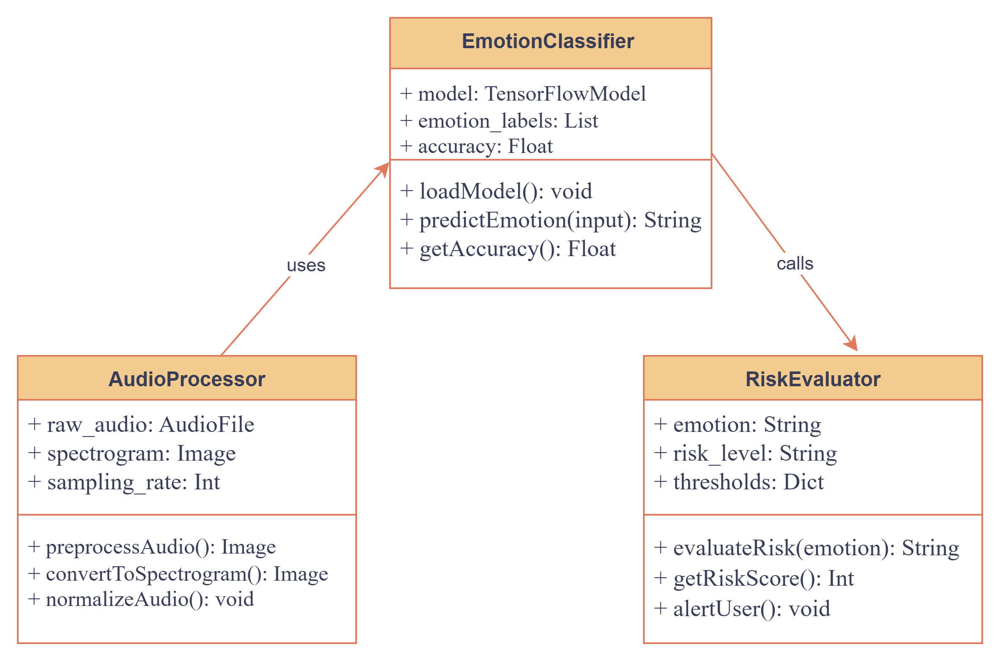 EmotionClassifier
+ model: TensorFlowModel
+ emotion_labels: List
+ accuracy: Float
+ loadModel(): void
+ predictEmotion(input): String
+ getAccuracy(): Float
uses
calls
AudioProcessor
+ raw_audio: AudioFile
+ spectrogram: Image
+ sampling_rate: Int
+ preprocessAudio(): Image
+ convertToSpectrogram(): Image
+ normalizeAudio(): void
RiskEvaluator
+ emotion: String
+ risk_level: String
+ thresholds: Dict
+ evaluateRisk(emotion): String
+ getRiskScore(): Int
+ alertUser(): void